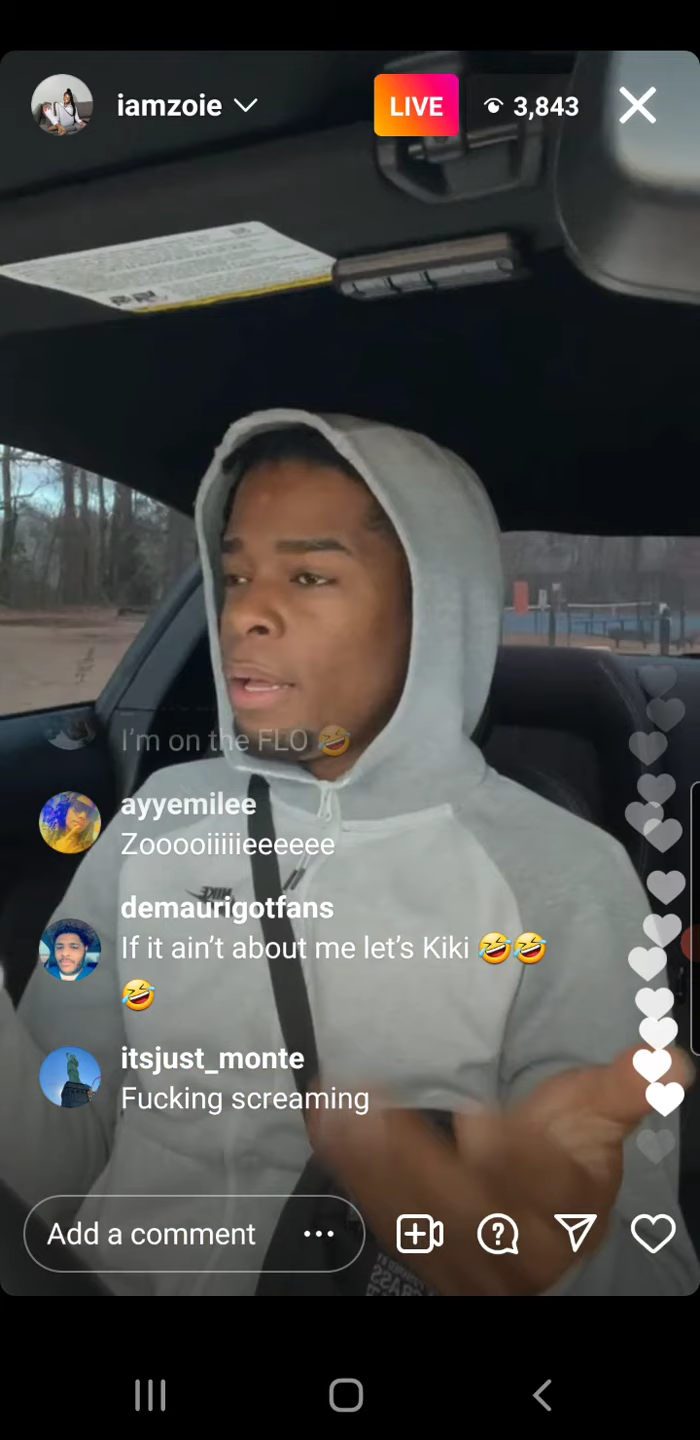 iamzoie
LIVE
3,843
I'm on the FLO 🤣
ayyemilee
Zooooiiiiieeeeeee
demaurigotfans
If it ain't about me let's Kiki 🤣🤣
🤣
itsjust_monte
Fucking screaming
Add a comment